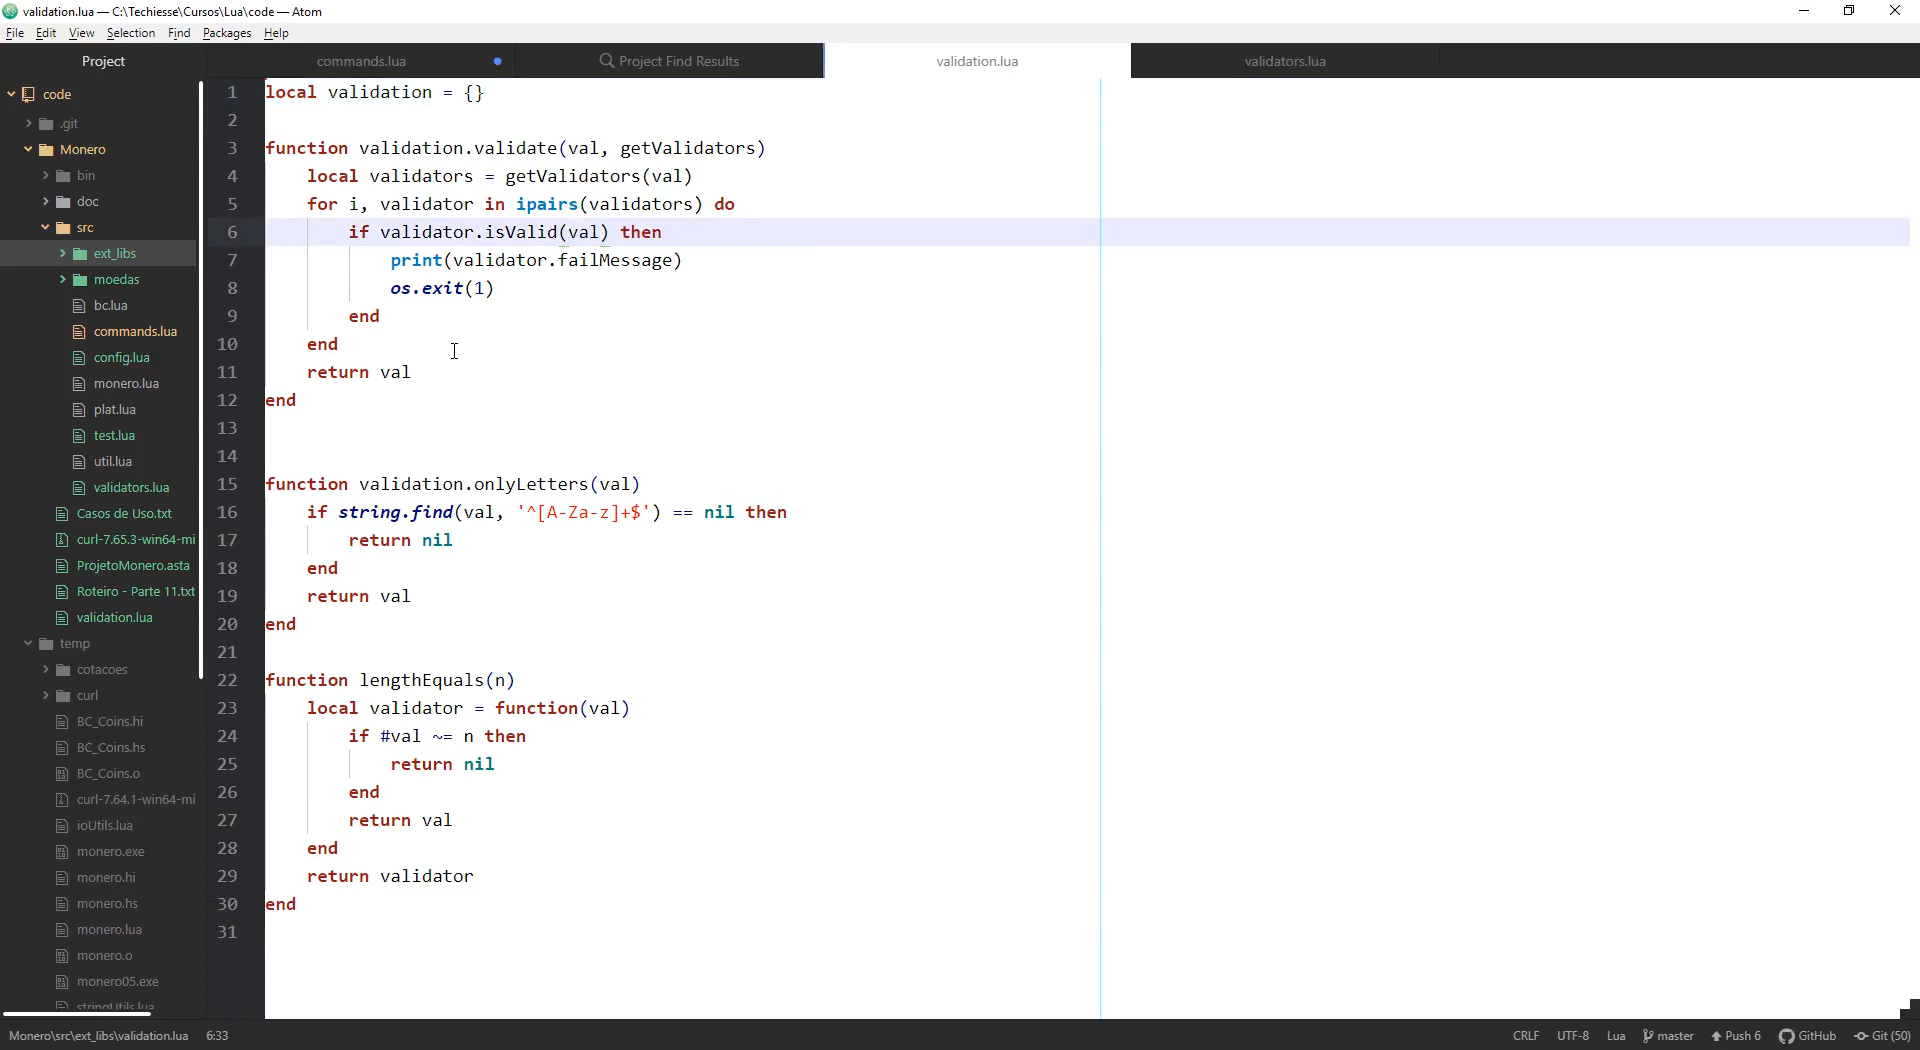 validation.lua — C:\Techiesse\Cursos\Lua\code — Atom
File Edit View Selection Find Packages Help
Project
commands.lua
Project Find Results
validation.lua
validators.lua
code
.git
Monero
bin
doc
src
ext_libs
moedas
bc.lua
commands.lua
config.lua
monero.lua
plat.lua
test.lua
util.lua
validators.lua
Casos de Uso.txt
curl-7.65.3-win64-mi
ProjetoMonero.asta
Roteiro - Parte 11.txt
validation.lua
temp
cotacoes
curl
BC_Coins.hi
BC_Coins.hs
BC_Coins.o
curl-7.64.1-win64-mi
ioUtils.lua
monero.exe
monero.hi
monero.hs
monero.lua
monero.o
monero05.exe
stringUtils.lua
1 local validation = {}
2
3 function validation.validate(val, getValidators)
4 local validators = getValidators(val)
5 for i, validator in ipairs(validators) do
6 if validator.isValid(val) then
7 print(validator.failMessage)
8 os.exit(1)
9 end
10 end
11 return val
12 end
13
14
15 function validation.onlyLetters(val)
16 if string.find(val, '^[A-Za-z]+$') == nil then
17 return nil
18 end
19 return val
20 end
21
22 function lengthEquals(n)
23 local validator = function(val)
24 if #val ~= n then
25 return nil
26 end
27 return val
28 end
29 return validator
30 end
31
Monero\src\ext_libs\validation.lua 6:33
CRLF UTF-8 Lua master Push 6 GitHub Git (50)